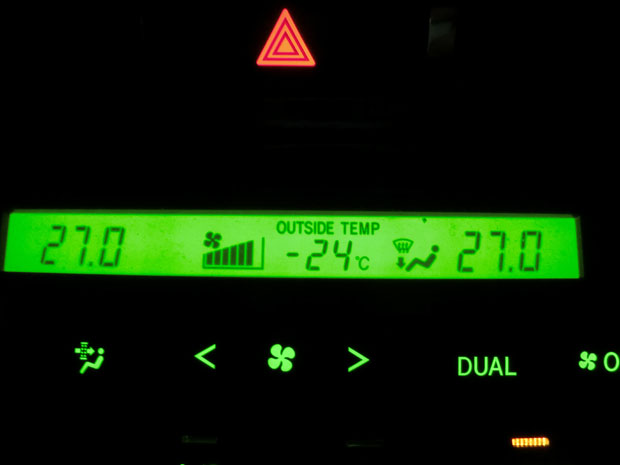 OUTSIDE TEMP
27.0 -24°C 27.0
< > DUAL O